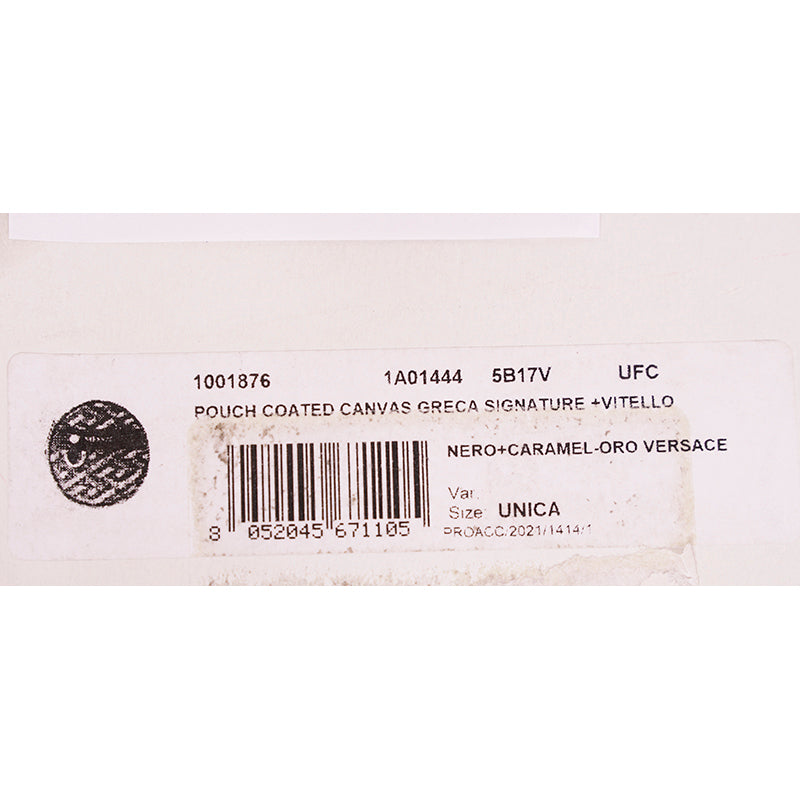 1001876 1A01444 5B17V UFC
POUCH COATED CANVAS GRECA SIGNATURE +VITELLO
NERO+CARAMEL-ORO VERSACE
Var.
Size: UNICA
8 052045 671105
PROACC/2021/1414/1